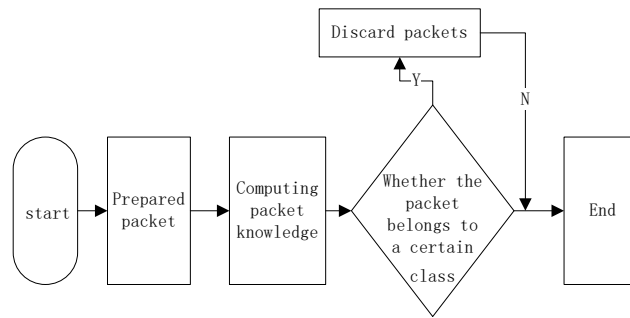 Discard packets
Y
N
start
Prepared
packet
Computing
packet
knowledge
Whether the
packet
belongs to
a certain
class
End